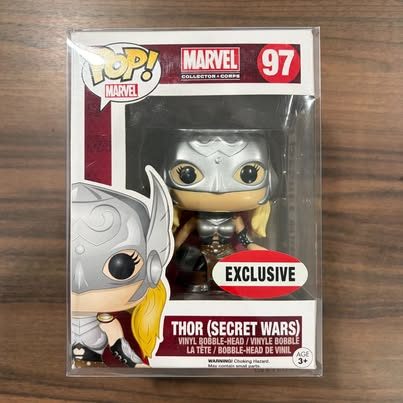 POP!
MARVEL
MARVEL
COLLECTOR CORPS
97
EXCLUSIVE
THOR (SECRET WARS)
VINYL BOBBLE-HEAD / VINYLE BOBBLE
LA TÊTE / BOBBLE-HEAD DE VINIL
WARNING! Choking Hazard.
May contain small parts.
AGE
3+